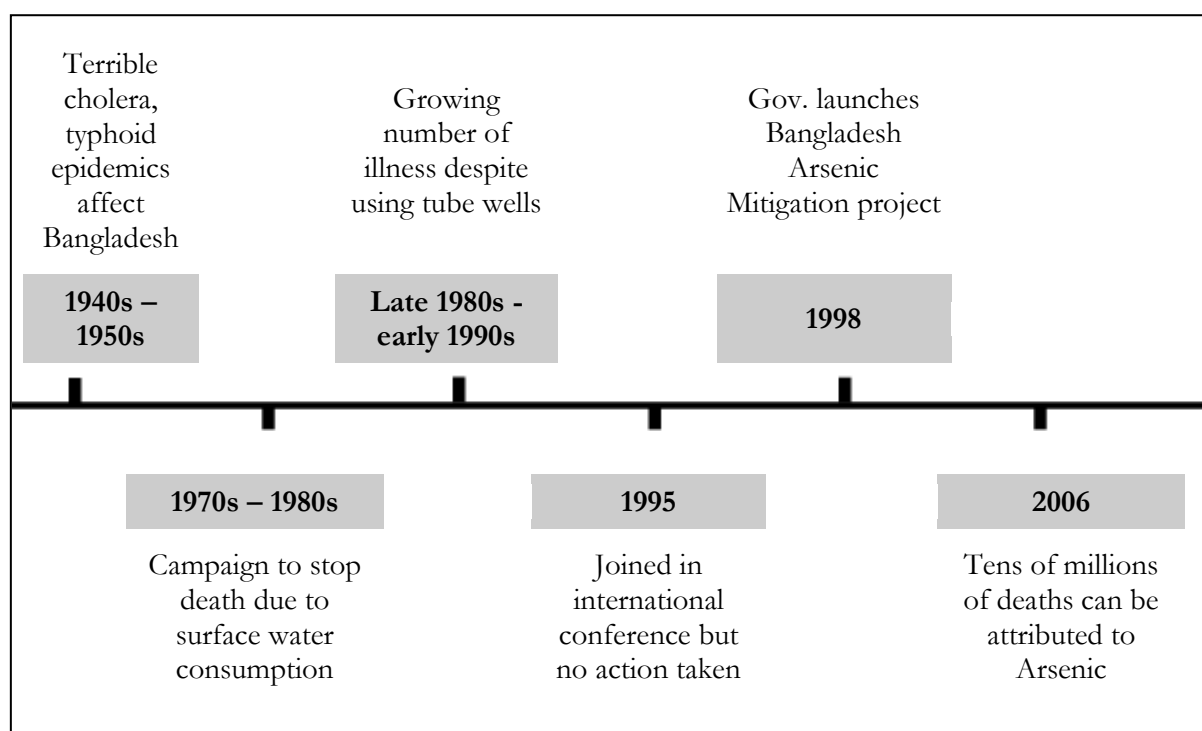 Terrible
cholera,
typhoid
epidemics
affect
Bangladesh
1940s –
1950s
Growing
number of
illness despite
using tube wells
Late 1980s -
early 1990s
Gov. launches
Bangladesh
Arsenic
Mitigation project
1998
1970s – 1980s
Campaign to stop
death due to
surface water
consumption
1995
Joined in
international
conference but
no action taken
2006
Tens of millions
of deaths can be
attributed to
Arsenic